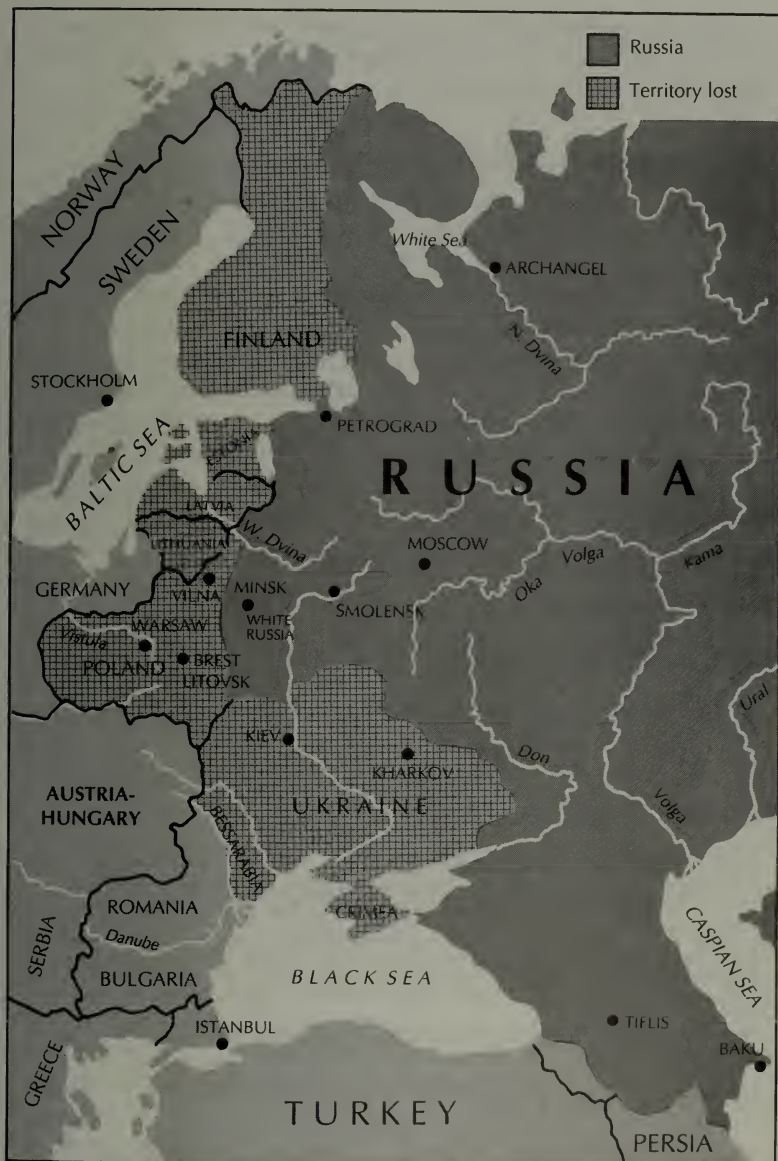 Russia
Territory lost
NORWAY
SWEDEN
White Sea
ARCHANGEL
N. Dvina
FINLAND
STOCKHOLM
PETROGRAD
BALTIC SEA
ESTONIA
RUSSIA
LATVIA
W. Dvina
LITHUANIA
MOSCOW
Volga
Kama
Oka
GERMANY
VILNA
MINSK
SMOLENSK
WHITE
RUSSIA
WARSAW
Vistula
POLAND
BREST
LITOVSK
Ural
KIEV
KHARKOV
Don
AUSTRIA-
HUNGARY
UKRAINE
Volga
BESSARABIA
ROMANIA
CRIMEA
SERBIA
Danube
CASPIAN SEA
BULGARIA
BLACK SEA
ISTANBUL
TIFLIS
GREECE
BAKU
TURKEY
PERSIA